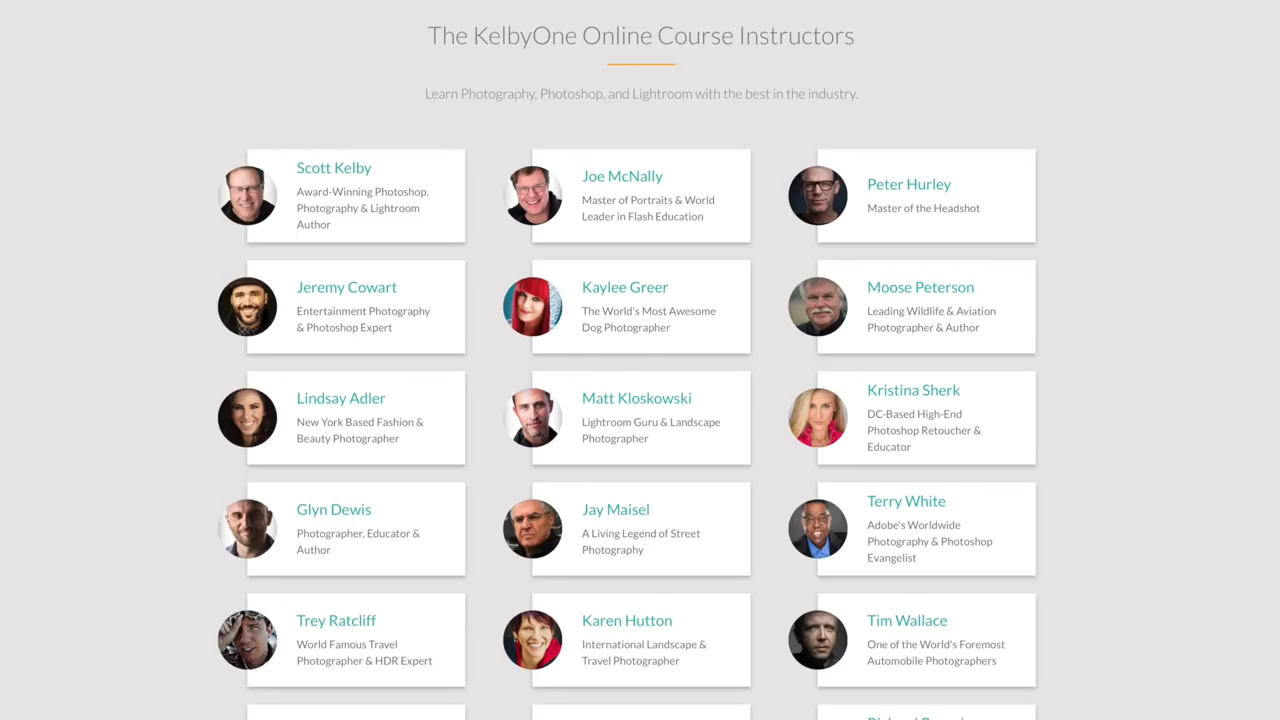 The KelbyOne Online Course Instructors
Learn Photography, Photoshop, and Lightroom with the best in the industry.
Scott Kelby
Award-Winning Photoshop,
Photography & Lightroom
Author
Joe McNally
Master of Portraits & World
Leader in Flash Education
Peter Hurley
Master of the Headshot
Jeremy Cowart
Entertainment Photography
& Photoshop Expert
Kaylee Greer
The World's Most Awesome
Dog Photographer
Moose Peterson
Leading Wildlife & Aviation
Photographer & Author
Lindsay Adler
New York Based Fashion &
Beauty Photographer
Matt Kloskowski
Lightroom Guru & Landscape
Photographer
Kristina Sherk
DC-Based High-End
Photoshop Retoucher &
Educator
Glyn Dewis
Photographer, Educator &
Author
Jay Maisel
A Living Legend of Street
Photography
Terry White
Adobe's Worldwide
Photography & Photoshop
Evangelist
Trey Ratcliff
World Famous Travel
Photographer & HDR Expert
Karen Hutton
International Landscape &
Travel Photographer
Tim Wallace
One of the World's Foremost
Automobile Photographers